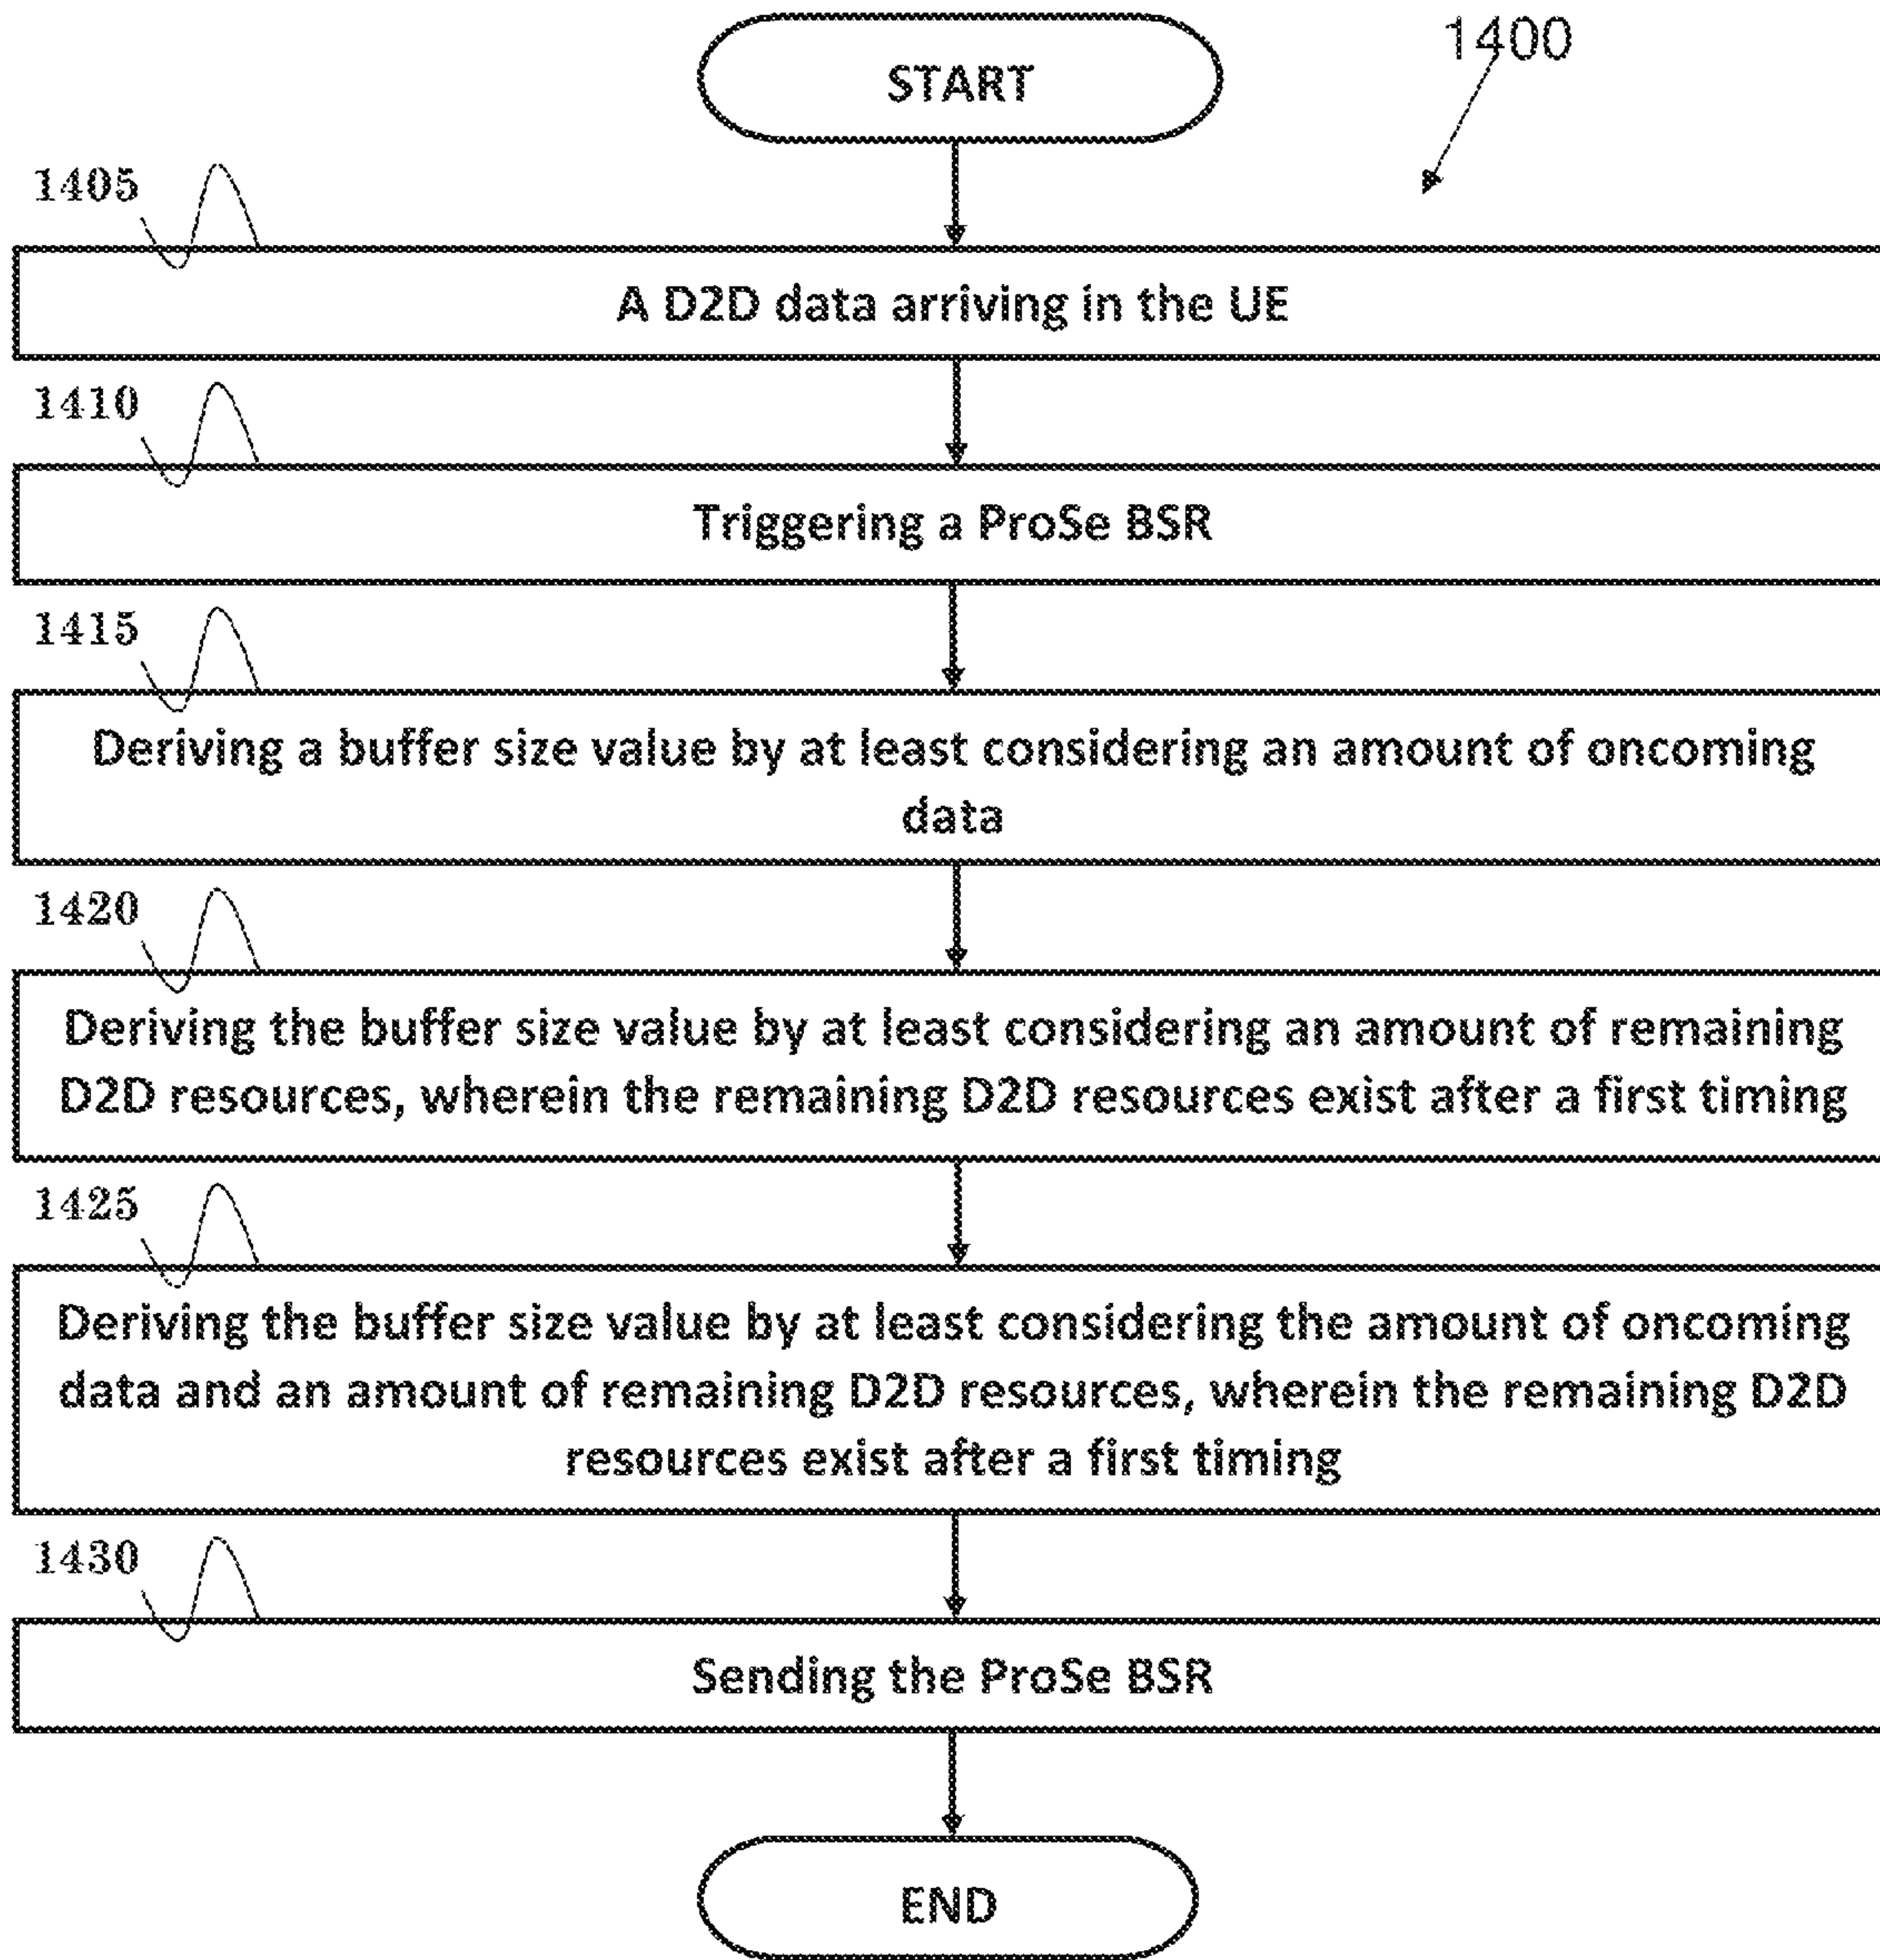 START
1400
1405
A D2D data arriving in the UE
1410
Triggering a ProSe BSR
1415
Deriving a buffer size value by at least considering an amount of oncoming
data
1420
Deriving the buffer size value by at least considering an amount of remaining
D2D resources, wherein the remaining D2D resources exist after a first timing
1425
Deriving the buffer size value by at least considering the amount of oncoming
data and an amount of remaining D2D resources, wherein the remaining D2D
resources exist after a first timing
1430
Sending the ProSe BSR
END